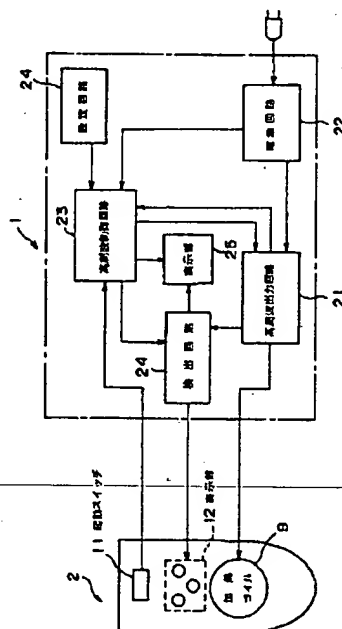 1
24
設定回路
23
高周波制御回路
電源回路
22
表示部
25
検出回路
24
高周波出力回路
21
2
11 起動スイッチ
12 表示部
加熱コイル
9